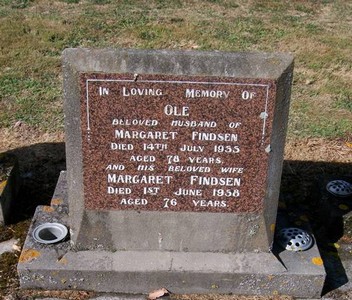 In Loving Memory Of
OLE
BELOVED HUSBAND OF
MARGARET FINDSEN
DIED 14TH JULY 1955
AGED 78 YEARS.
AND HIS BELOVED WIFE
MARGARET FINDSEN
DIED 1ST JUNE 1958
AGED 76 YEARS.